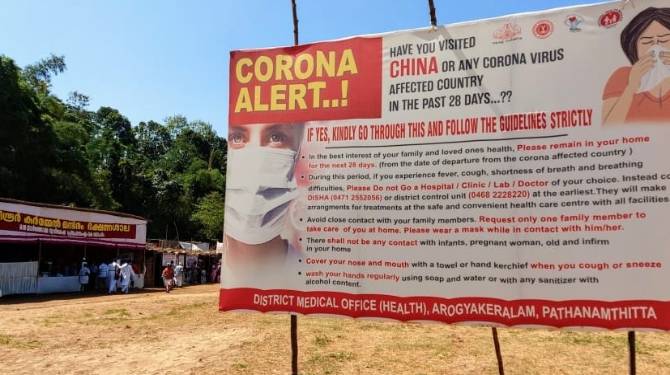 CORONA
ALERT..!
HAVE YOU VISITED
CHINA OR ANY CORONA VIRUS
AFFECTED COUNTRY
IN THE PAST 28 DAYS...??
IF YES, KINDLY GO THROUGH THIS AND FOLLOW THE GUIDELINES STRICTLY
• In the best interest of your family and loved ones health, Please remain in your home
for the next 28 days. (from the date of departure from the corona affected country )
• During this period, if you experience fever, cough, shortness of breath and breathing
difficulties, Please Do not Go a Hospital / Clinic / Lab / Doctor of your choice. Instead co
DISHA (0471 2552056) or district control unit (0468 2228220) at the earliest.They will make
arrangments for treatments at the safe and convenient health care centre with all facilities
• Avoid close contact with your family members. Request only one family member to
take care of you at home. Please wear a mask while in contact with him/her.
• There shall not be any contact with infants, pregnant woman, old and infirm
in your home
• Cover your nose and mouth with a towel or hand kerchief when you cough or sneeze
• wash your hands regularly using soap and water or with any sanitizer with
alcohol content.
DISTRICT MEDICAL OFFICE (HEALTH), AROGYAKERALAM, PATHANAMTHITTA